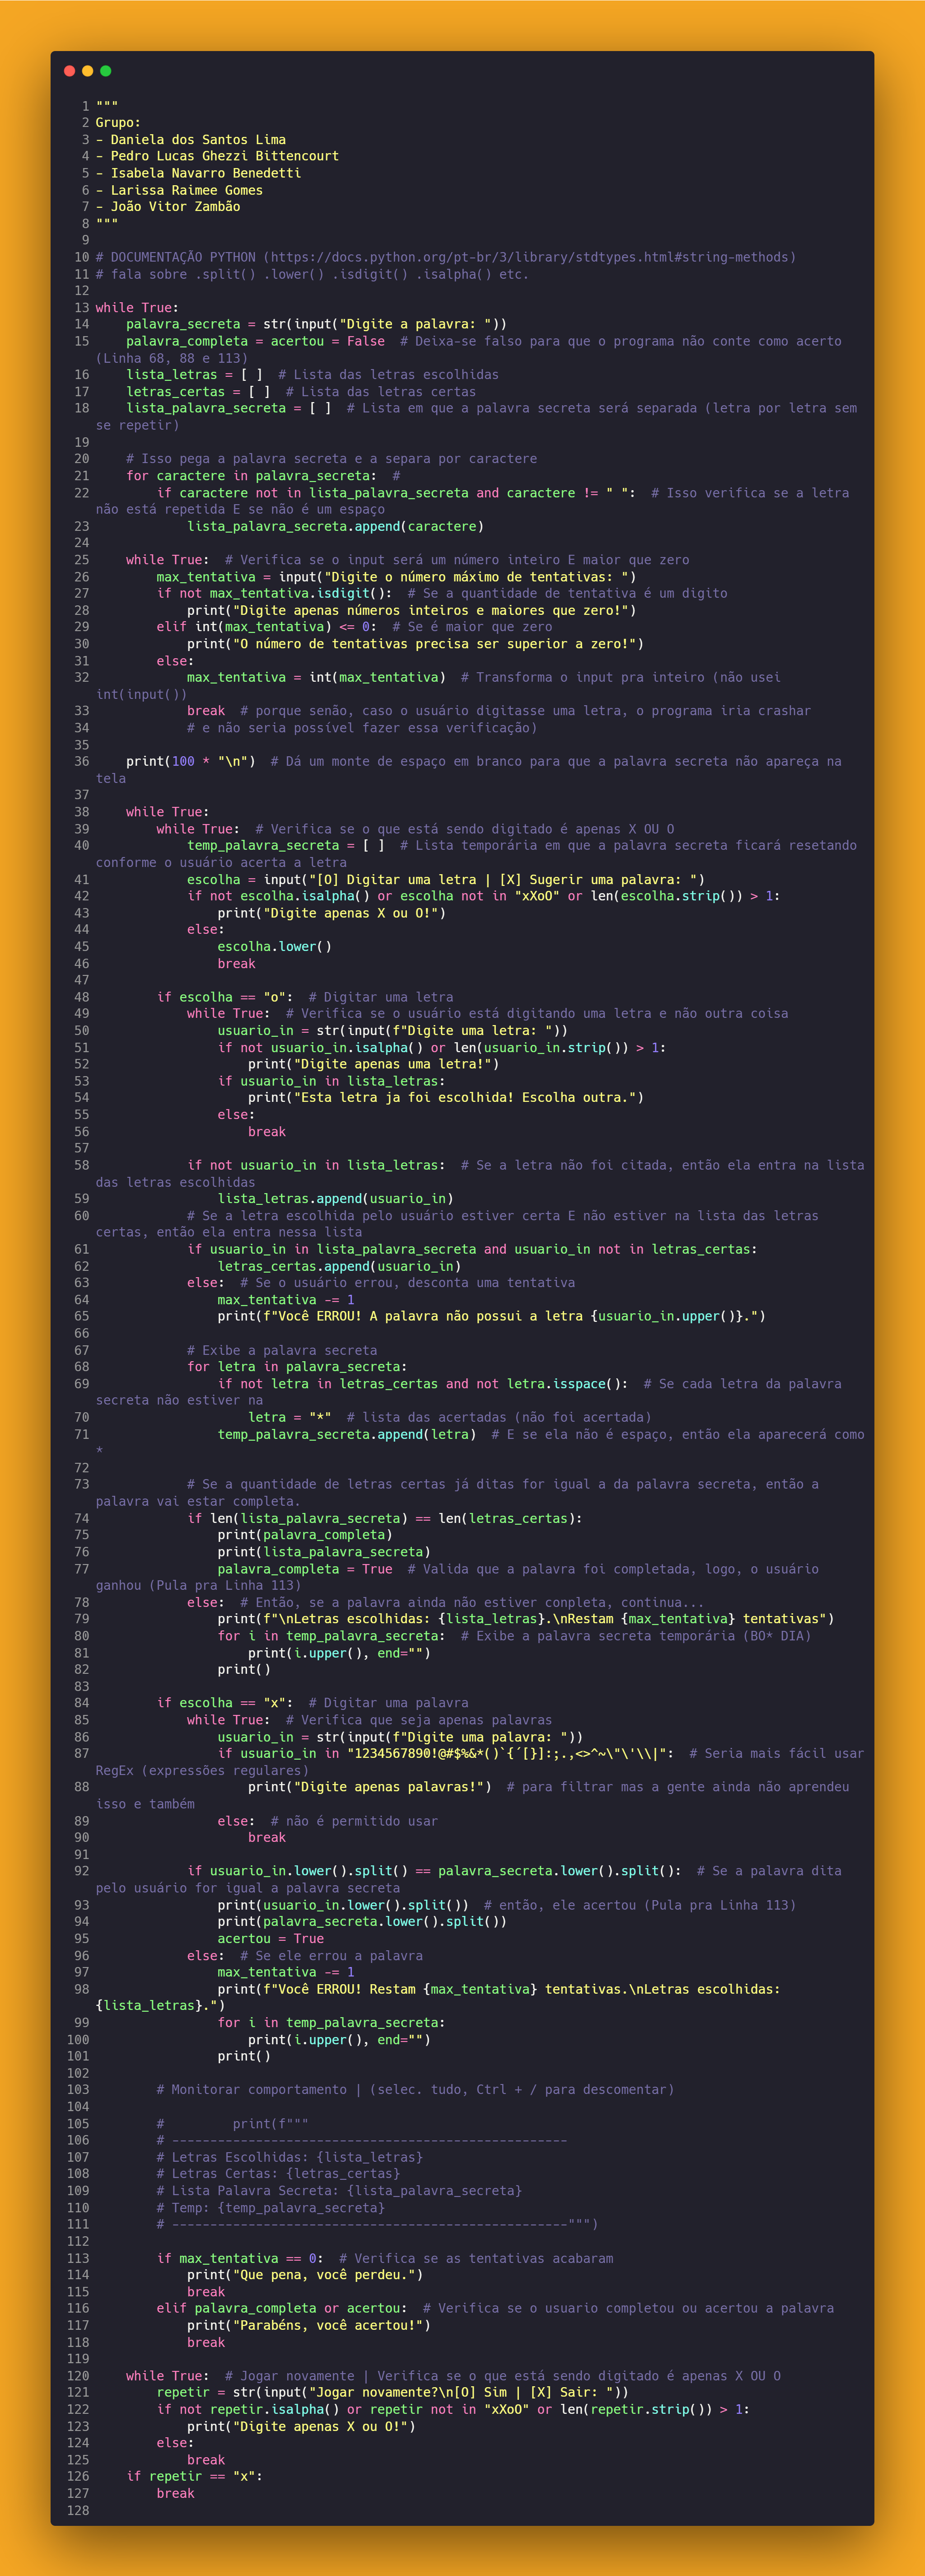 1 """
2 Grupo:
3 - Daniela dos Santos Lima
4 - Pedro Lucas Ghezzi Bittencourt
5 - Isabela Navarro Benedetti
6 - Larissa Raimee Gomes
7 - João Vitor Zambão
8 """
9
10 # DOCUMENTAÇÃO PYTHON (https://docs.python.org/pt-br/3/library/stdtypes.html#string-methods)
11 # fala sobre .split() .lower() .isdigit() .isalpha() etc.
12
13 while True:
14     palavra_secreta = str(input("Digite a palavra: "))
15     palavra_completa = acertou = False  # Deixa-se falso para que o programa não conte como acerto
(Linha 68, 88 e 113)
16     lista_letras = [ ]  # Lista das letras escolhidas
17     letras_certas = [ ]  # Lista das letras certas
18     lista_palavra_secreta = [ ]  # Lista em que a palavra secreta será separada (letra por letra sem
se repetir)
19
20     # Isso pega a palavra secreta e a separa por caractere
21     for caractere in palavra_secreta:  #
22         if caractere not in lista_palavra_secreta and caractere != " ":  # Isso verifica se a letra
não está repetida E se não é um espaço
23             lista_palavra_secreta.append(caractere)
24
25     while True:  # Verifica se o input será um número inteiro E maior que zero
26         max_tentativa = input("Digite o número máximo de tentativas: ")
27         if not max_tentativa.isdigit():  # Se a quantidade de tentativa é um digito
28             print("Digite apenas números inteiros e maiores que zero!")
29         elif int(max_tentativa) <= 0:  # Se é maior que zero
30             print("O número de tentativas precisa ser superior a zero!")
31         else:
32             max_tentativa = int(max_tentativa)  # Transforma o input pra inteiro (não usei
int(input())
33             break  # porque senão, caso o usuário digitasse uma letra, o programa iria crashar
34             # e não seria possível fazer essa verificação)
35
36     print(100 * "\n")  # Dá um monte de espaço em branco para que a palavra secreta não apareça na
tela
37
38     while True:
39         while True:  # Verifica se o que está sendo digitado é apenas X OU O
40             temp_palavra_secreta = [ ]  # Lista temporária em que a palavra secreta ficará resetando
conforme o usuário acerta a letra
41             escolha = input("[O] Digitar uma letra | [X] Sugerir uma palavra: ")
42             if not escolha.isalpha() or escolha not in "xXoO" or len(escolha.strip()) > 1:
43                 print("Digite apenas X ou O!")
44             else:
45                 escolha.lower()
46                 break
47
48         if escolha == "o":  # Digitar uma letra
49             while True:  # Verifica se o usuário está digitando uma letra e não outra coisa
50                 usuario_in = str(input(f"Digite uma letra: "))
51                 if not usuario_in.isalpha() or len(usuario_in.strip()) > 1:
52                     print("Digite apenas uma letra!")
53                 if usuario_in in lista_letras:
54                     print("Esta letra ja foi escolhida! Escolha outra.")
55                 else:
56                     break
57
58             if not usuario_in in lista_letras:  # Se a letra não foi citada, então ela entra na lista
das letras escolhidas
59                 lista_letras.append(usuario_in)
60             # Se a letra escolhida pelo usuário estiver certa E não estiver na lista das letras
certas, então ela entra nessa lista
61             if usuario_in in lista_palavra_secreta and usuario_in not in letras_certas:
62                 letras_certas.append(usuario_in)
63             else:  # Se o usuário errou, desconta uma tentativa
64                 max_tentativa -= 1
65                 print(f"Você ERROU! A palavra não possui a letra {usuario_in.upper()}.")
66
67             # Exibe a palavra secreta
68             for letra in palavra_secreta:
69                 if not letra in letras_certas and not letra.isspace():  # Se cada letra da palavra
secreta não estiver na
70                     letra = "*"  # lista das acertadas (não foi acertada)
71                 temp_palavra_secreta.append(letra)  # E se ela não é espaço, então ela aparecerá como
*
72
73             # Se a quantidade de letras certas já ditas for igual a da palavra secreta, então a
palavra vai estar completa.
74             if len(lista_palavra_secreta) == len(letras_certas):
75                 print(palavra_completa)
76                 print(lista_palavra_secreta)
77                 palavra_completa = True  # Valida que a palavra foi completada, logo, o usuário
ganhou (Pula pra Linha 113)
78             else:  # Então, se a palavra ainda não estiver conpleta, continua...
79                 print(f"\nLetras escolhidas: {lista_letras}.\nRestam {max_tentativa} tentativas")
80                 for i in temp_palavra_secreta:  # Exibe a palavra secreta temporária (BO* DIA)
81                     print(i.upper(), end="")
82                 print()
83
84         if escolha == "x":  # Digitar uma palavra
85             while True:  # Verifica que seja apenas palavras
86                 usuario_in = str(input(f"Digite uma palavra: "))
87                 if usuario_in in "1234567890!@#$%&*()`{´[}]:;.,<>^~\"\'\\|":  # Seria mais fácil usar
RegEx (expressões regulares)
88                     print("Digite apenas palavras!")  # para filtrar mas a gente ainda não aprendeu
isso e também
89                 else:  # não é permitido usar
90                     break
91
92             if usuario_in.lower().split() == palavra_secreta.lower().split():  # Se a palavra dita
pelo usuário for igual a palavra secreta
93                 print(usuario_in.lower().split())  # então, ele acertou (Pula pra Linha 113)
94                 print(palavra_secreta.lower().split())
95                 acertou = True
96             else:  # Se ele errou a palavra
97                 max_tentativa -= 1
98                 print(f"Você ERROU! Restam {max_tentativa} tentativas.\nLetras escolhidas:
{lista_letras}.")
99                 for i in temp_palavra_secreta:
100                     print(i.upper(), end="")
101                 print()
102
103         # Monitorar comportamento | (selec. tudo, Ctrl + / para descomentar)
104
105         #         print(f"""
106         # ----------------------------------------------------
107         # Letras Escolhidas: {lista_letras}
108         # Letras Certas: {letras_certas}
109         # Lista Palavra Secreta: {lista_palavra_secreta}
110         # Temp: {temp_palavra_secreta}
111         # ----------------------------------------------------""")
112
113         if max_tentativa == 0:  # Verifica se as tentativas acabaram
114             print("Que pena, você perdeu.")
115             break
116         elif palavra_completa or acertou:  # Verifica se o usuario completou ou acertou a palavra
117             print("Parabéns, você acertou!")
118             break
119
120     while True:  # Jogar novamente | Verifica se o que está sendo digitado é apenas X OU O
121         repetir = str(input("Jogar novamente?\n[O] Sim | [X] Sair: "))
122         if not repetir.isalpha() or repetir not in "xXoO" or len(repetir.strip()) > 1:
123             print("Digite apenas X ou O!")
124         else:
125             break
126     if repetir == "x":
127         break
128